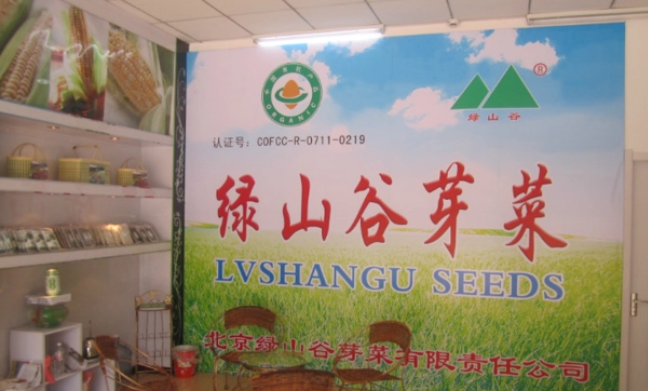 ORGANIC
®
绿山谷
认证号：COFCC-R-0711-0219
绿山谷芽菜
LVSHANGU SEEDS
北京绿山谷芽菜有限责任公司